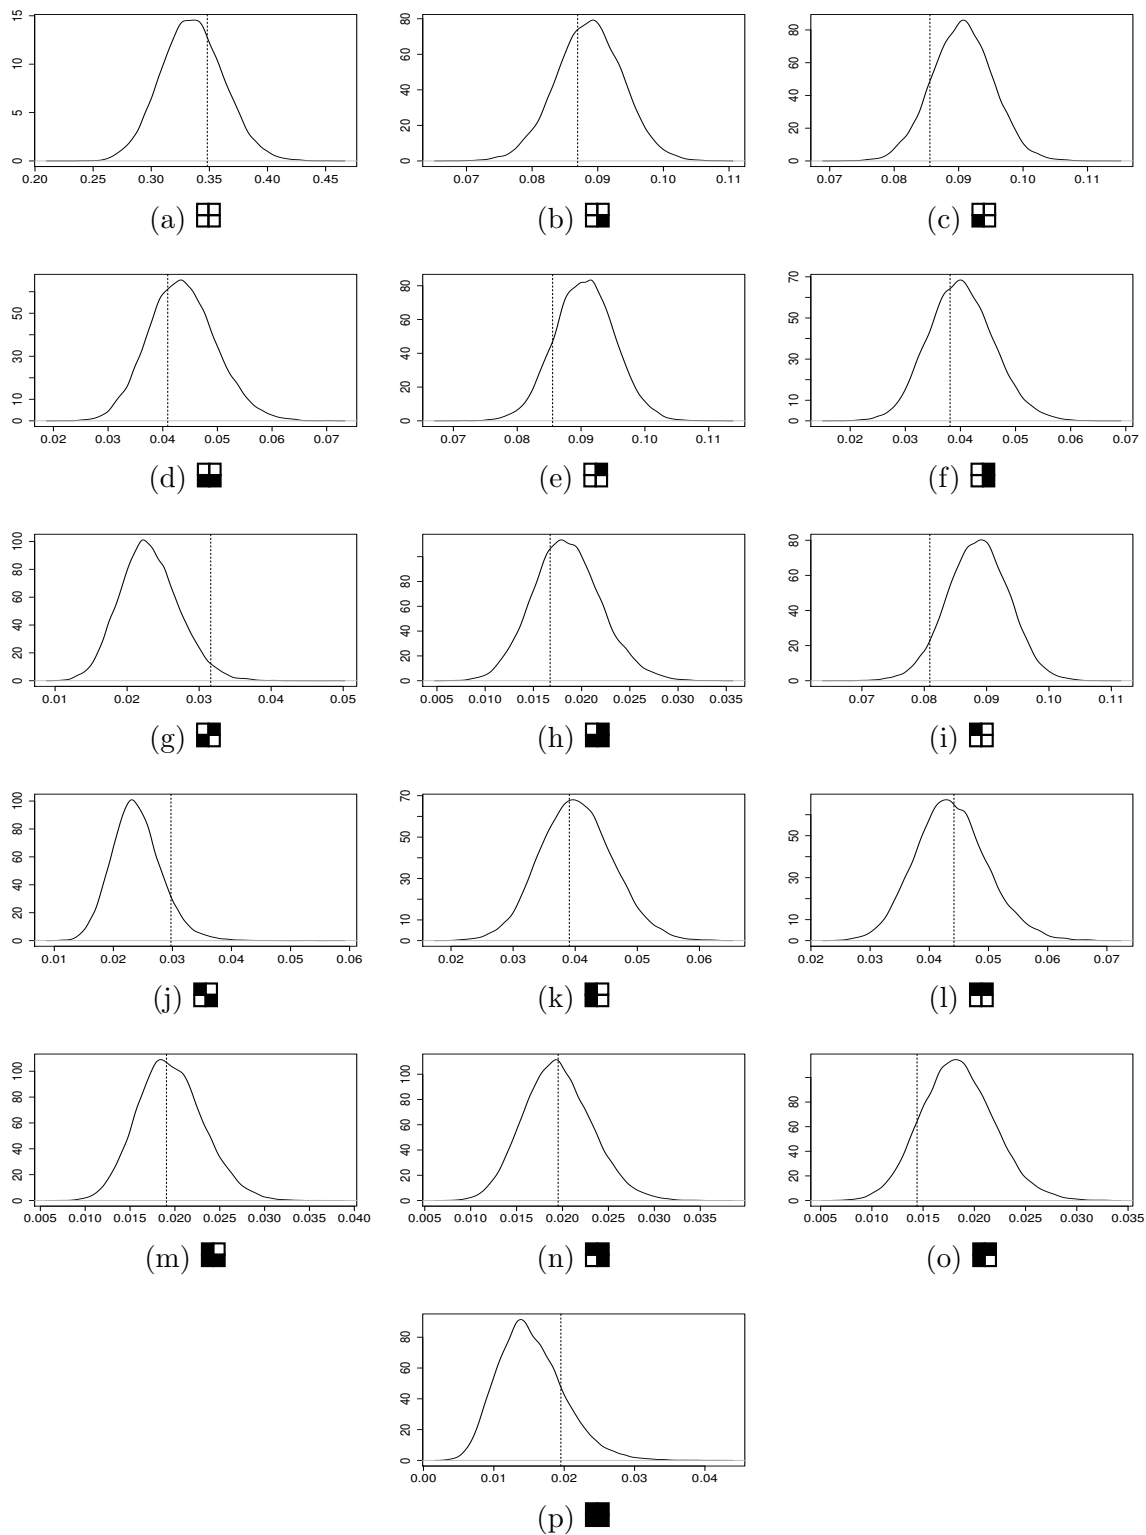 0 5 10 15
0.20 0.25 0.30 0.35 0.40 0.45
(a)
0 20 40 60 80
0.07 0.08 0.09 0.10 0.11
(b)
0 20 40 60 80
0.07 0.08 0.09 0.10 0.11
(c)
0 10 30 50
0.02 0.03 0.04 0.05 0.06 0.07
(d)
0 20 40 60 80
0.07 0.08 0.09 0.10 0.11
(e)
0 10 30 50 70
0.02 0.03 0.04 0.05 0.06 0.07
(f)
0 20 40 60 80 100
0.01 0.02 0.03 0.04 0.05
(g)
0 20 40 60 80
0.005 0.010 0.015 0.020 0.025 0.030 0.035
(h)
0 20 40 60 80
0.07 0.08 0.09 0.10 0.11
(i)
0 20 40 60 80 100
0.01 0.02 0.03 0.04 0.05 0.06
(j)
0 10 30 50 70
0.02 0.03 0.04 0.05 0.06
(k)
0 10 30 50
0.02 0.03 0.04 0.05 0.06 0.07
(l)
0 20 40 60 80 100
0.005 0.010 0.015 0.020 0.025 0.030 0.035 0.040
(m)
0 20 40 60 80 100
0.005 0.010 0.015 0.020 0.025 0.030 0.035
(n)
0 20 40 60 80
0.005 0.010 0.015 0.020 0.025 0.030 0.035
(o)
0 20 40 60 80
0.00 0.01 0.02 0.03 0.04
(p)